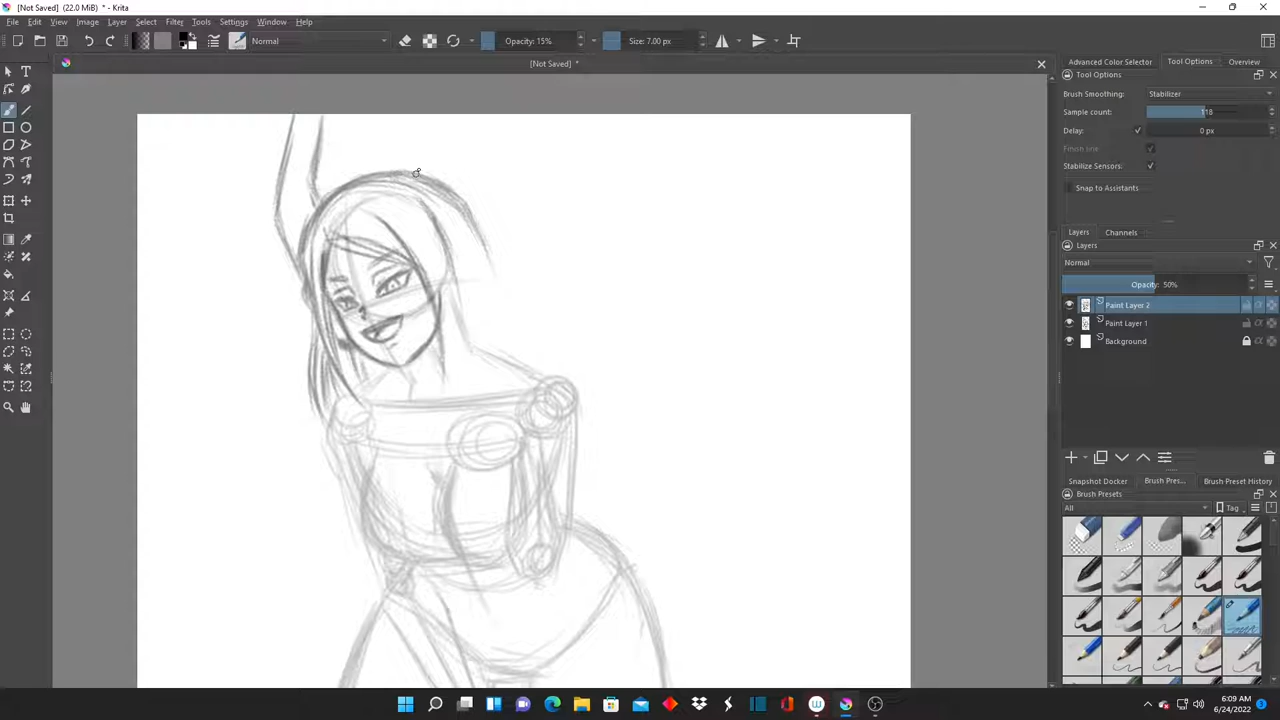 [Not Saved] (22.0 MiB) * - Krita
File Edit View Image Layer Select Filter Tools Settings Window Help
Normal
Opacity: 15%
Size: 7.00 px
[Not Saved] *
Advanced Color Selector Tool Options Overview
Tool Options
Brush Smoothing: Stabilizer
Sample count: 118
Delay: 0 px
Finish line
Stabilize Sensors:
Snap to Assistants
Layers Channels
Layers
Normal
Opacity: 50%
Paint Layer 2
Paint Layer 1
Background
Snapshot Docker Brush Pres... Brush Preset History
Brush Presets
All Tag
6:09 AM
6/24/2022